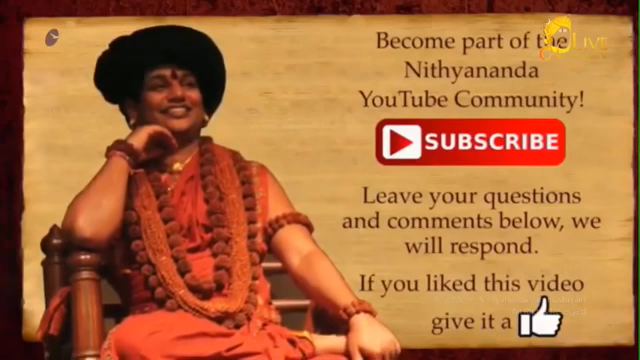 Become part of the
Nithyananda
YouTube Community!
SUBSCRIBE
Leave your questions
and comments below, we
will respond.
If you liked this video
give it a
LIVE